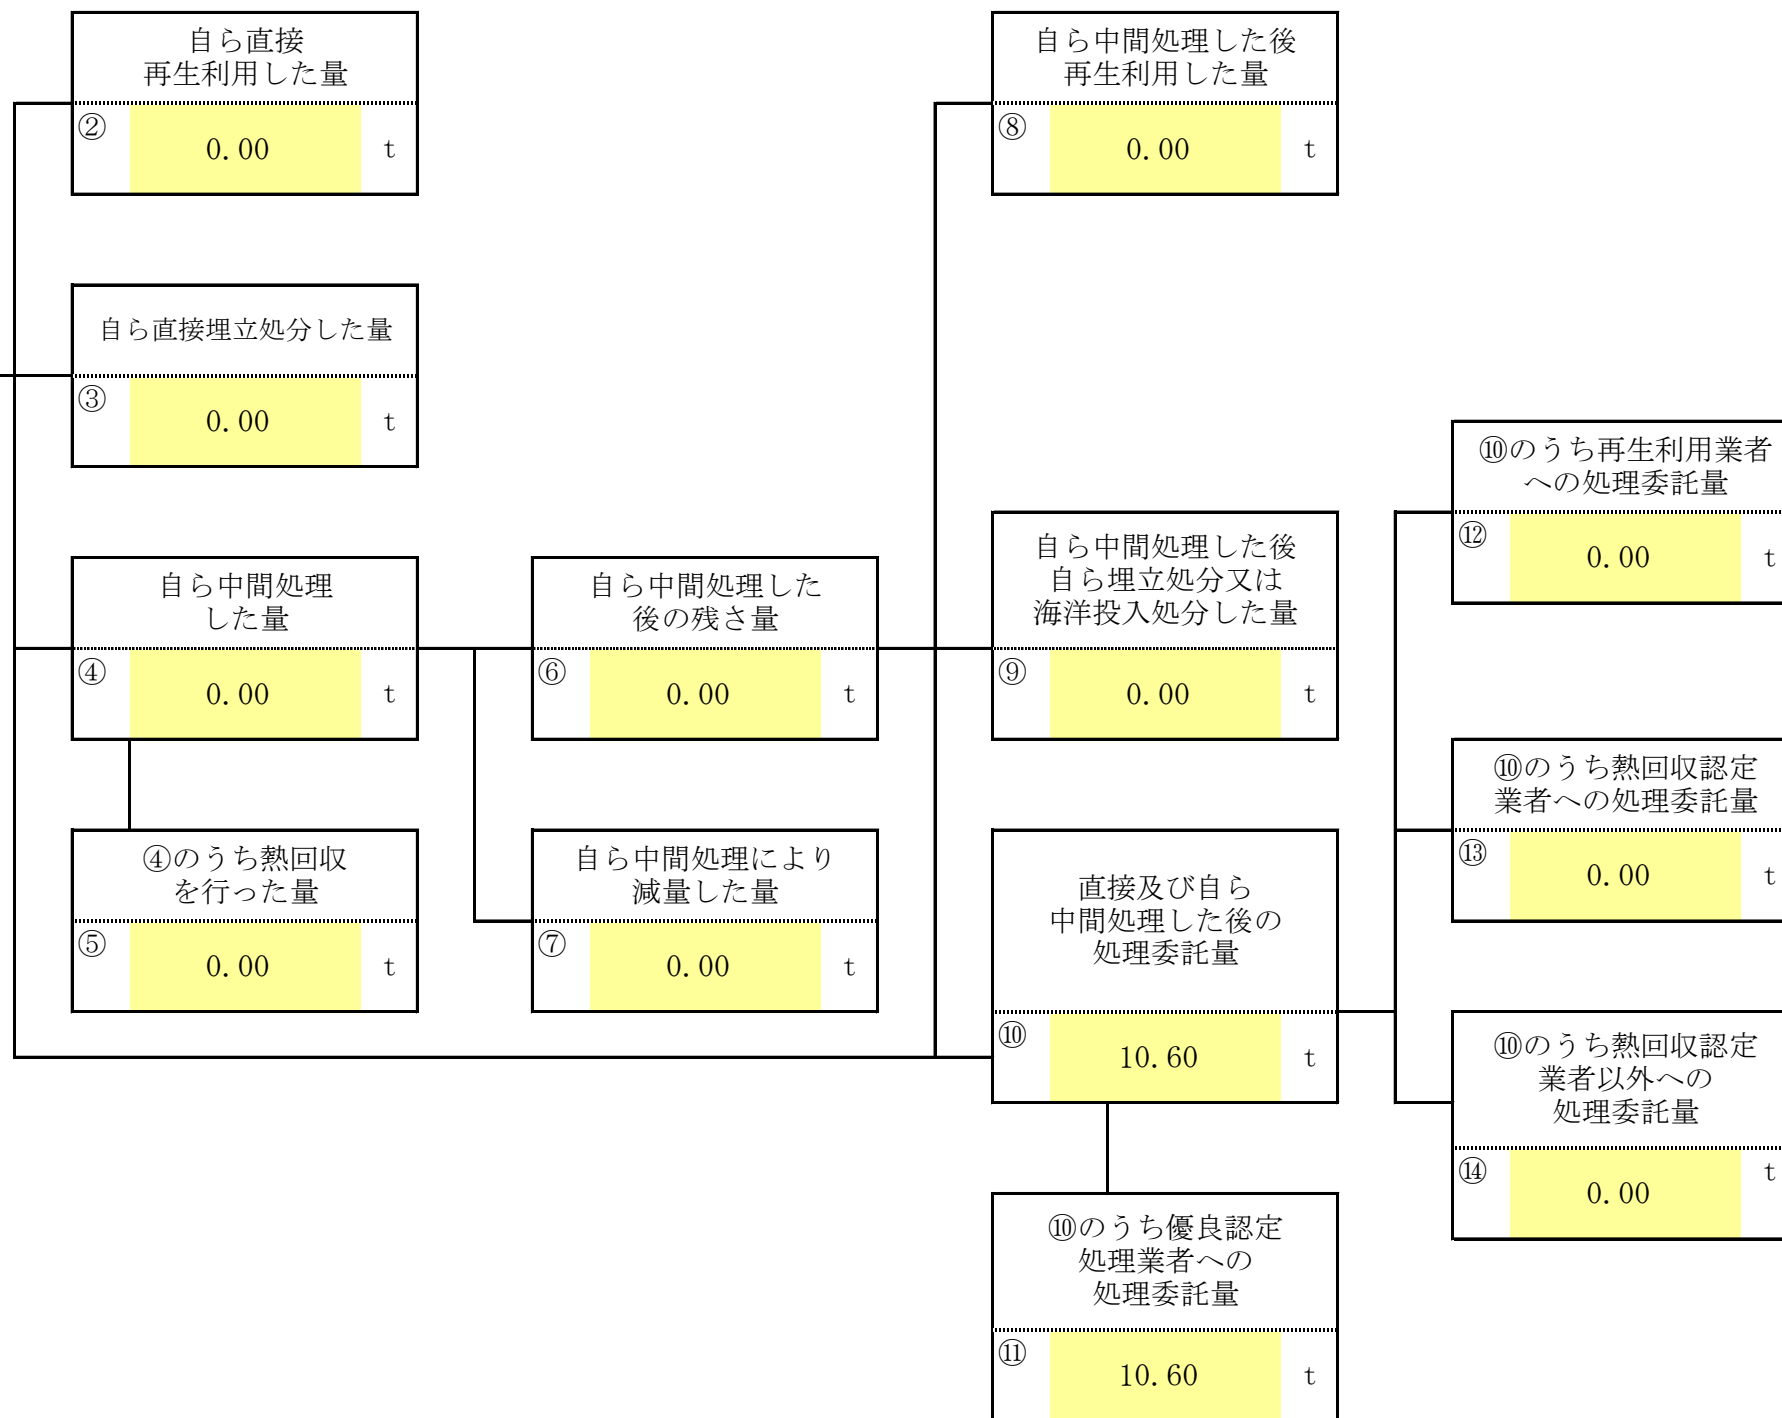 自ら直接
再生利用した量
② 0.00 t
自ら中間処理した後
再生利用した量
⑧ 0.00 t
自ら直接埋立処分した量
③ 0.00 t
⑩のうち再生利用業者
への処理委託量
⑫ 0.00 t
自ら中間処理
した量
④ 0.00 t
自ら中間処理した
後の残さ量
⑥ 0.00 t
自ら中間処理した後
自ら埋立処分又は
海洋投入処分した量
⑨ 0.00 t
⑩のうち熱回収認定
業者への処理委託量
⑬ 0.00 t
④のうち熱回収
を行った量
⑤ 0.00 t
自ら中間処理により
減量した量
⑦ 0.00 t
直接及び自ら
中間処理した後の
処理委託量
⑩ 10.60 t
⑩のうち熱回収認定
業者以外への
処理委託量
⑭ 0.00 t
⑩のうち優良認定
処理業者への
処理委託量
⑪ 10.60 t